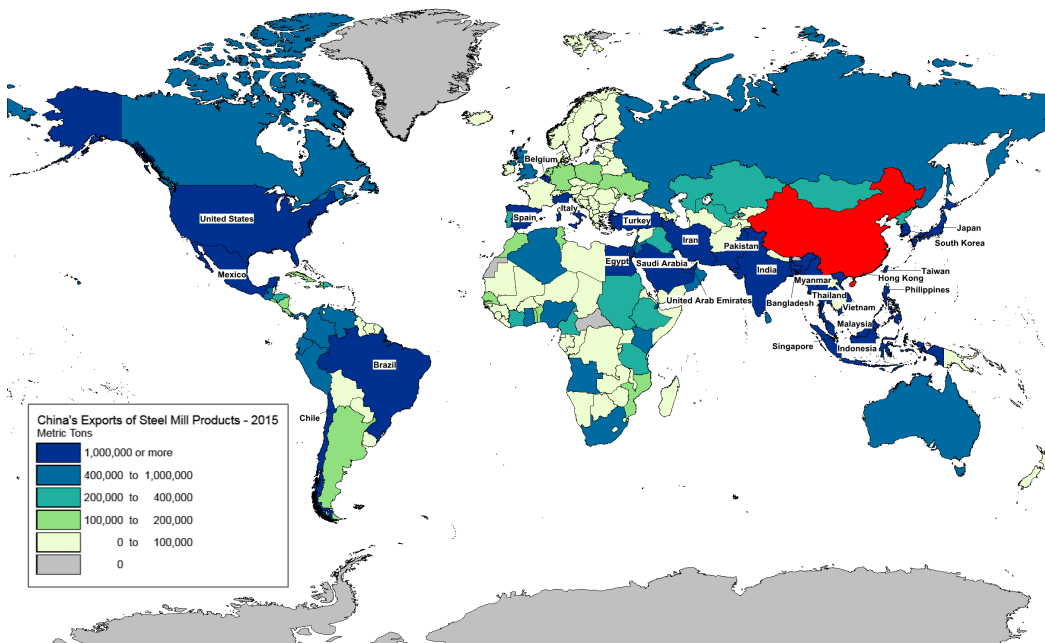 Belgium
Italy
Spain
Turkey
United States
Iran
Japan
South Korea
Pakistan
Mexico
Egypt
Saudi Arabia
India
Myanmar
Taiwan
Hong Kong
Philippines
United Arab Emirates
Bangladesh
Thailand
Vietnam
Malaysia
Singapore
Indonesia
Brazil
Chile
China's Exports of Steel Mill Products - 2015
Metric Tons
1,000,000 or more
400,000 to 1,000,000
200,000 to 400,000
100,000 to 200,000
0 to 100,000
0